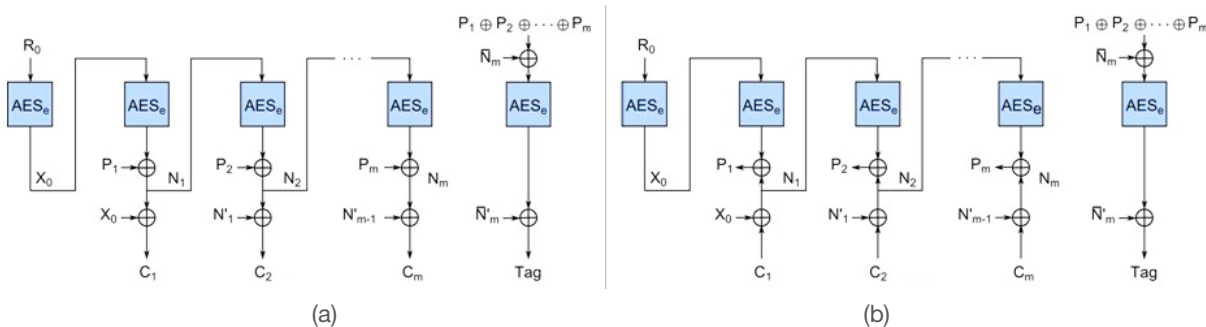 P1 ⊕ P2 ⊕ ····⊕ Pm
R0
N̄m
AESe AESe AESe ... AESe AESe
P1 P2 Pm
X0 N1 N2 Nm
X0 N'1 N'm-1 N̄'m
C1 C2 Cm Tag
(a)
P1 ⊕ P2 ⊕ ····⊕ Pm
R0
N̄m
AESe AESe AESe ... AESe AESe
P1 P2 Pm
X0 N1 N2 Nm
X0 N'1 N'm-1 N̄'m
C1 C2 Cm Tag
(b)